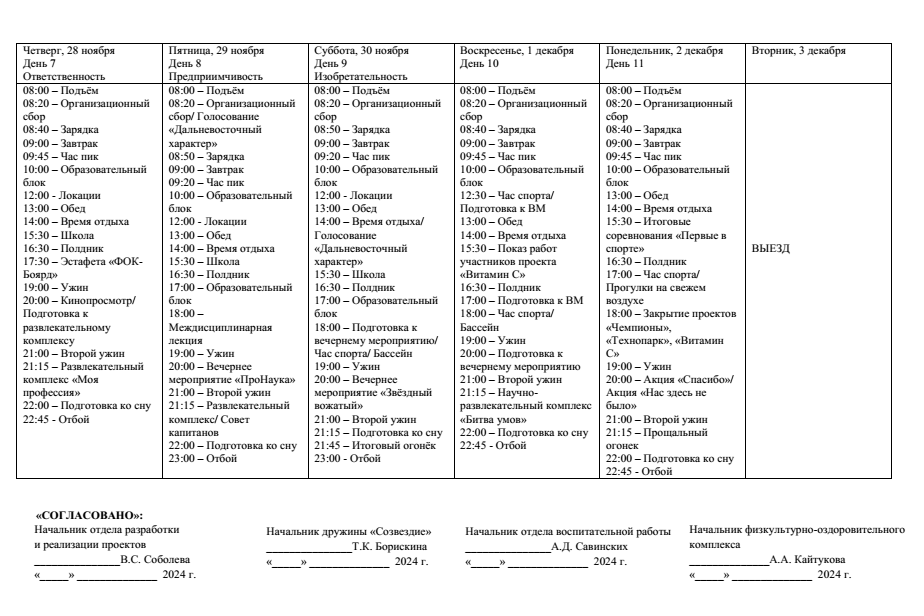 Четверг, 28 ноября
День 7
Ответственность
Пятница, 29 ноября
День 8
Предприимчивость
Суббота, 30 ноября
День 9
Изобретательность
Воскресенье, 1 декабря
День 10
Понедельник, 2 декабря
День 11
Вторник, 3 декабря
08:00 – Подъём
08:20 – Организационный
сбор
08:40 – Зарядка
09:00 – Завтрак
09:45 – Час пик
10:00 – Образовательный
блок
12:00 - Локации
13:00 – Обед
14:00 – Время отдыха
15:30 – Школа
16:30 – Полдник
17:30 – Эстафета «ФОК-
Боярд»
19:00 – Ужин
20:00 – Кинопросмотр/
Подготовка к
развлекательному
комплексу
21:00 – Второй ужин
21:15 – Развлекательный
комплекс «Моя
профессия»
22:00 – Подготовка ко сну
22:45 - Отбой
08:00 – Подъём
08:20 – Организационный
сбор/ Голосование
«Дальневосточный
характер»
08:50 – Зарядка
09:00 – Завтрак
09:20 – Час пик
10:00 – Образовательный
блок
12:00 - Локации
13:00 – Обед
14:00 – Время отдыха
15:30 – Школа
16:30 – Полдник
17:00 – Образовательный
блок
18:00 –
Междисциплинарная
лекция
19:00 – Ужин
20:00 – Вечернее
мероприятие «ПроНаука»
21:00 – Второй ужин
21:15 – Развлекательный
комплекс/ Совет
капитанов
22:00 – Подготовка ко сну
23:00 – Отбой
08:00 – Подъём
08:20 – Организационный
сбор
08:50 – Зарядка
09:00 – Завтрак
09:20 – Час пик
10:00 – Образовательный
блок
12:00 - Локации
13:00 – Обед
14:00 – Время отдыха/
Голосование
«Дальневосточный
характер»
15:30 – Школа
16:30 – Полдник
17:00 – Образовательный
блок
18:00 – Подготовка к
вечернему мероприятию/
Час спорта/ Бассейн
19:00 – Ужин
20:00 – Вечернее
мероприятие «Звёздный
вожатый»
21:00 – Второй ужин
21:15 – Подготовка ко сну
21:45 – Итоговый огонёк
23:00 - Отбой
08:00 – Подъём
08:20 – Организационный
сбор
08:40 – Зарядка
09:00 – Завтрак
09:45 – Час пик
10:00 – Образовательный
блок
12:30 – Час спорта/
Подготовка к ВМ
13:00 – Обед
14:00 – Время отдыха
15:30 – Показ работ
участников проекта
«Витамин С»
16:30 – Полдник
17:00 – Подготовка к ВМ
18:00 – Час спорта/
Бассейн
19:00 – Ужин
20:00 – Подготовка к
вечернему мероприятию
21:00 – Второй ужин
21:15 – Научно-
развлекательный комплекс
«Битва умов»
22:00 – Подготовка ко сну
22:45 - Отбой
08:00 – Подъём
08:20 – Организационный
сбор
08:40 – Зарядка
09:00 – Завтрак
09:45 – Час пик
10:00 – Образовательный
блок
13:00 – Обед
14:00 – Время отдыха
15:30 – Итоговые
соревнования «Первые в
спорте»
16:30 – Полдник
17:00 – Час спорта/
Прогулки на свежем
воздухе
18:00 – Закрытие проектов
«Чемпионы»,
«Технопарк», «Витамин
С»
19:00 – Ужин
20:00 – Акция «Спасибо»/
Акция «Нас здесь не
было»
21:00 – Второй ужин
21:15 – Прощальный
огонек
22:00 – Подготовка ко сну
22:45 - Отбой
ВЫЕЗД
«СОГЛАСОВАНО»:
Начальник отдела разработки
и реализации проектов
________________В.С. Соболева
«_____» _______________ 2024 г.
Начальник дружины «Созвездие»
________________Т.К. Борискина
«_____» _______________ 2024 г.
Начальник отдела воспитательной работы
________________А.Д. Савинских
«_____» _______________ 2024 г.
Начальник физкультурно-оздоровительного
комплекса
_______________А.А. Кайтукова
«_____» _______________ 2024 г.